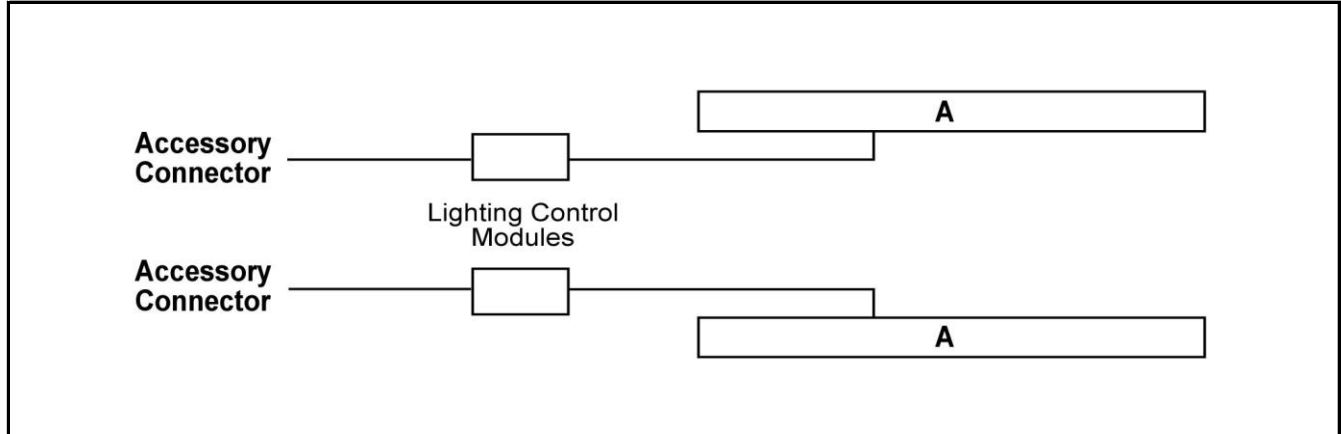 A
Accessory
Connector
Lighting Control
Modules
Accessory
Connector
A